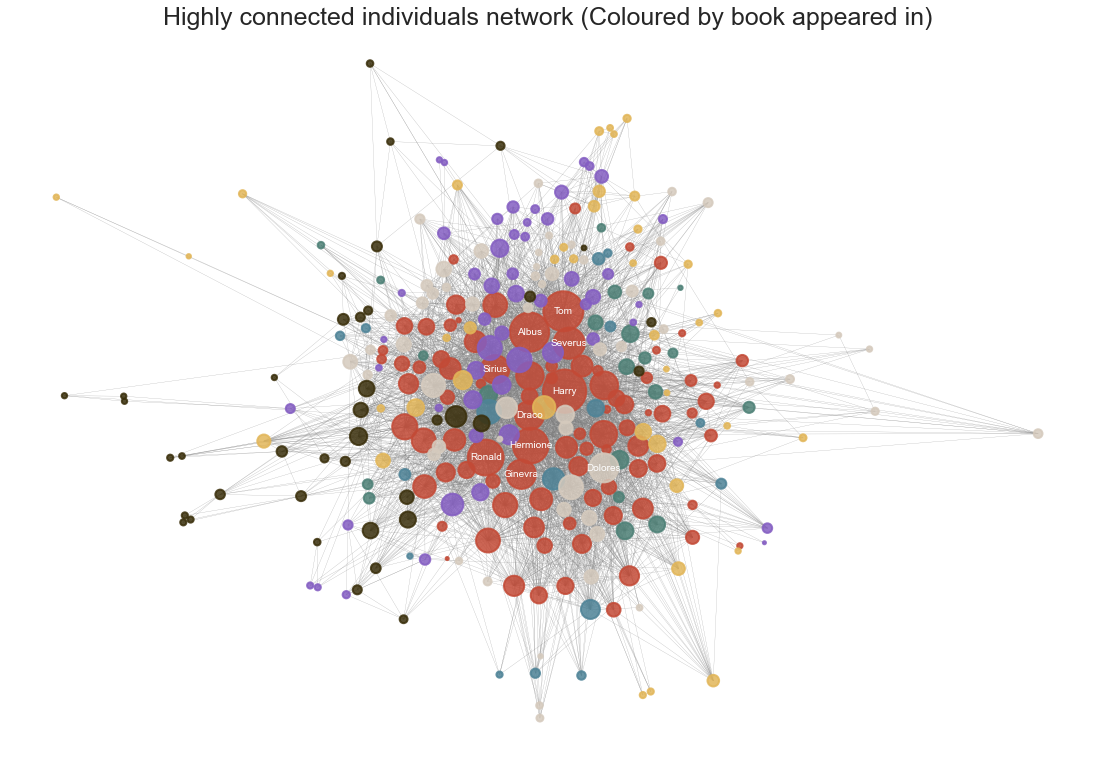 Highly connected individuals network (Coloured by book appeared in)
Tom
Albus
Severus
Sirius
Harry
Draco
Hermione
Ronald
Dolores
Ginevra